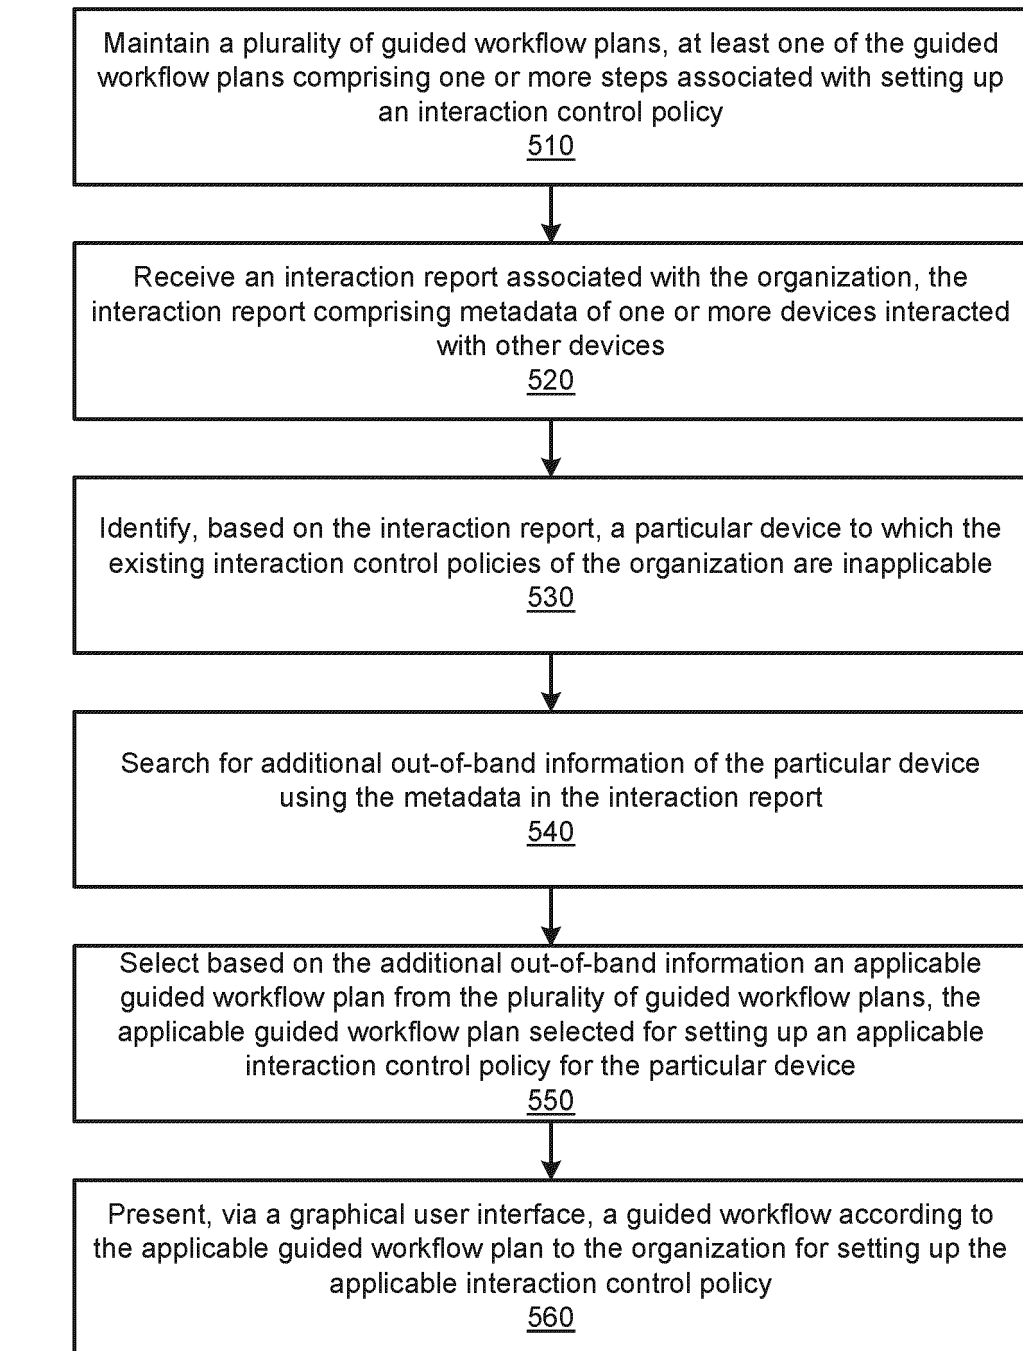 Maintain a plurality of guided workflow plans, at least one of the guided
workflow plans comprising one or more steps associated with setting up
an interaction control policy
510
Receive an interaction report associated with the organization, the
interaction report comprising metadata of one or more devices interacted
with other devices
520
Identify, based on the interaction report, a particular device to which the
existing interaction control policies of the organization are inapplicable
530
Search for additional out-of-band information of the particular device
using the metadata in the interaction report
540
Select based on the additional out-of-band information an applicable
guided workflow plan from the plurality of guided workflow plans, the
applicable guided workflow plan selected for setting up an applicable
interaction control policy for the particular device
550
Present, via a graphical user interface, a guided workflow according to
the applicable guided workflow plan to the organization for setting up the
applicable interaction control policy
560